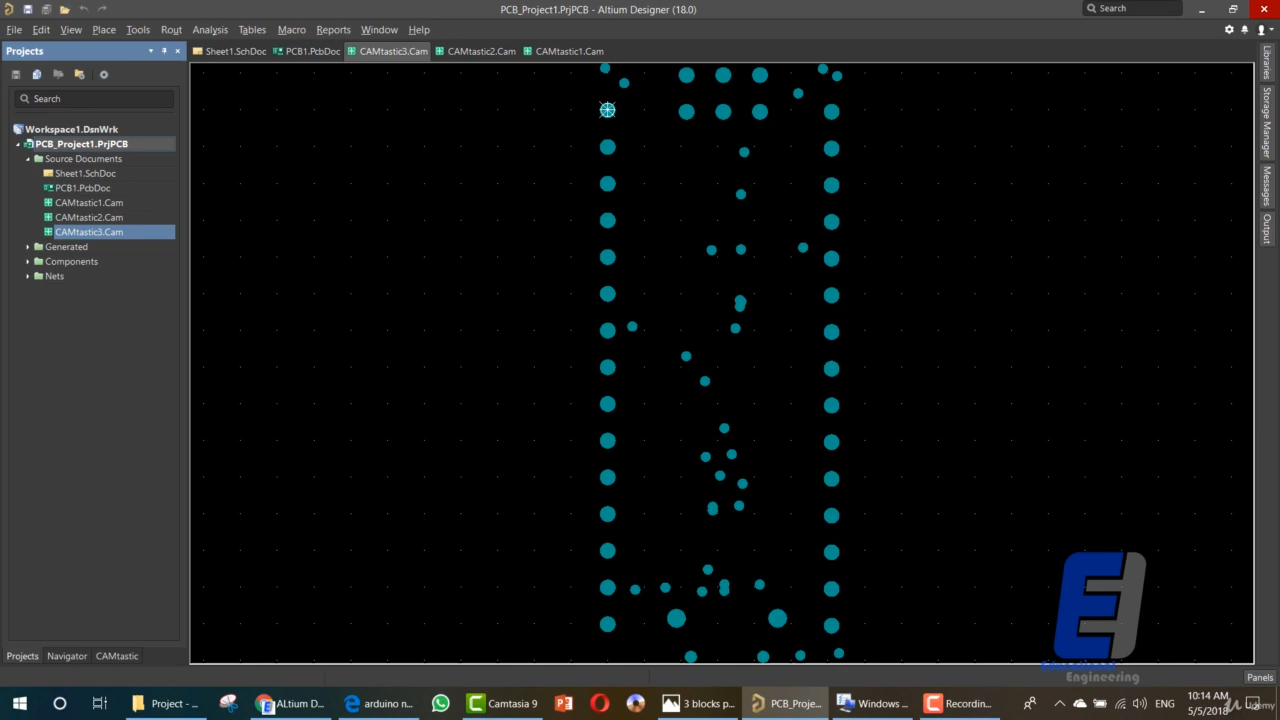 PCB_Project1.PrjPCB - Altium Designer (18.0)
Search
File Edit View Place Tools Rout Analysis Tables Macro Reports Window Help
Projects
Sheet1.SchDoc PCB1.PcbDoc CAMtastic3.Cam CAMtastic2.Cam CAMtastic1.Cam
Search
Workspace1.DsnWrk
PCB_Project1.PrjPCB
Source Documents
Sheet1.SchDoc
PCB1.PcbDoc
CAMtastic1.Cam
CAMtastic2.Cam
CAMtastic3.Cam
Generated
Components
Nets
Libraries
Storage Manager
Messages
Output
Educational
Engineering
Projects Navigator CAMtastic
Panels
Project - ... ALtium D... arduino n... Camtasia 9 3 blocks p... PCB_Proje... Windows ... Recordin... ENG
10:14 AM
5/5/2018
Udemy